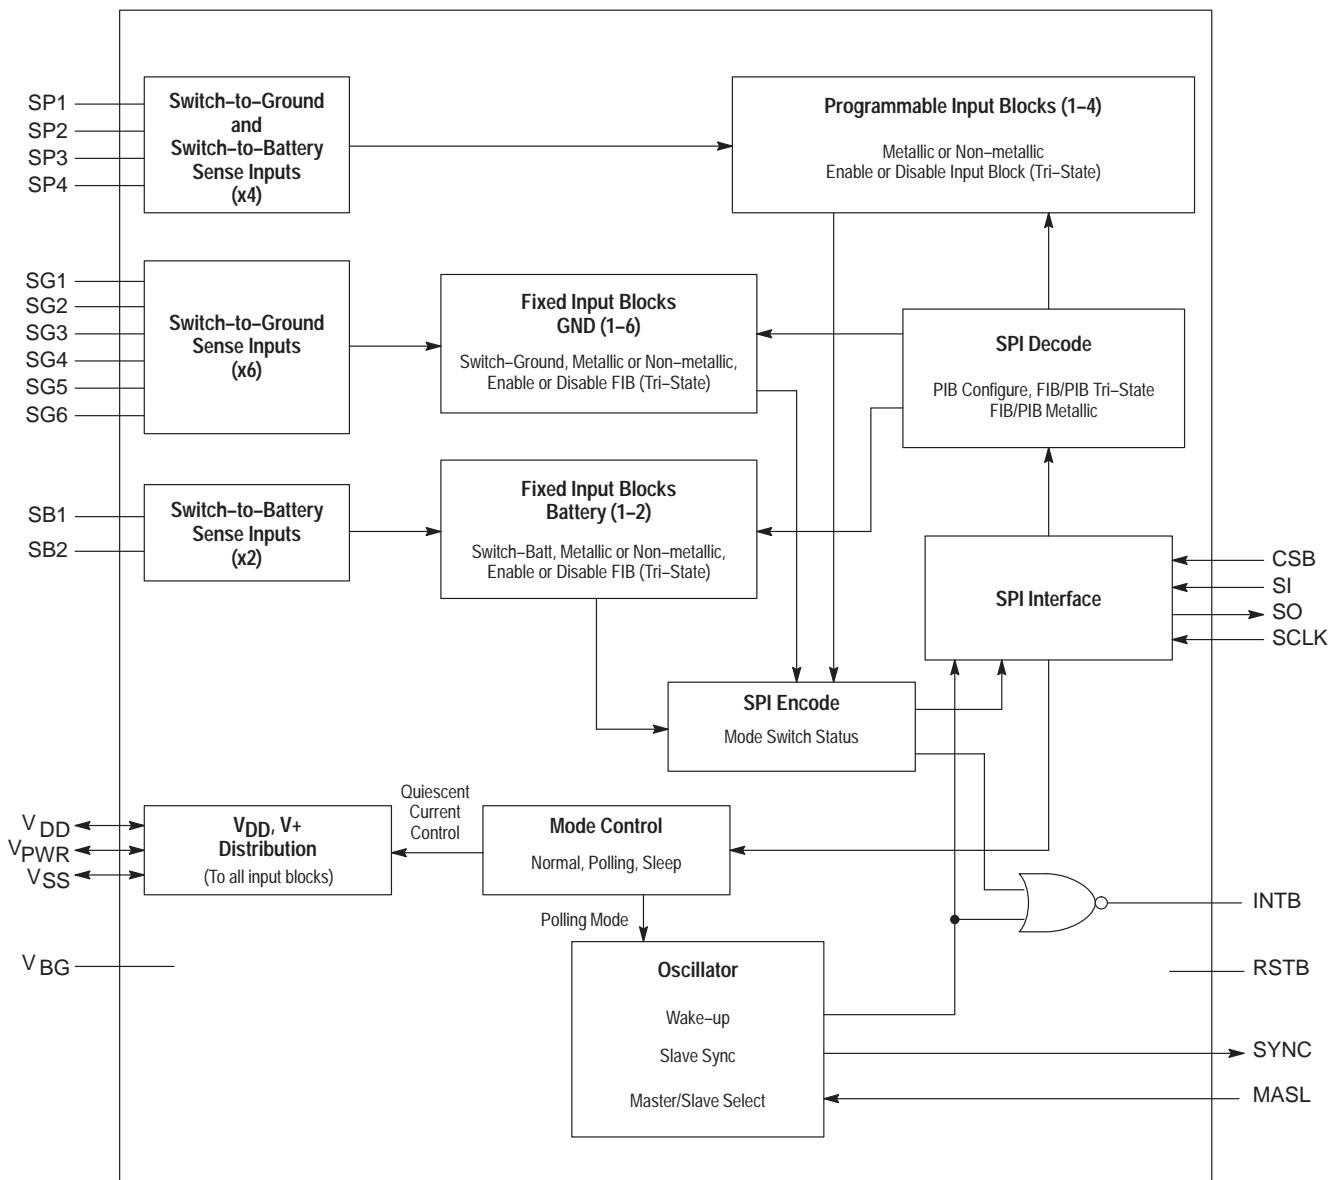 SP1
SP2
SP3
SP4
Switch–to–Ground
and
Switch–to–Battery
Sense Inputs
(x4)
Programmable Input Blocks (1–4)
Metallic or Non–metallic
Enable or Disable Input Block (Tri–State)
SG1
SG2
SG3
SG4
SG5
SG6
Switch–to–Ground
Sense Inputs
(x6)
Fixed Input Blocks
GND (1–6)
Switch–Ground, Metallic or Non–metallic,
Enable or Disable FIB (Tri–State)
SPI Decode
PIB Configure, FIB/PIB Tri–State
FIB/PIB Metallic
SB1
SB2
Switch–to–Battery
Sense Inputs
(x2)
Fixed Input Blocks
Battery (1–2)
Switch–Batt, Metallic or Non–metallic,
Enable or Disable FIB (Tri–State)
SPI Interface
CSB
SI
SO
SCLK
SPI Encode
Mode Switch Status
VDD
VPWR
VSS
VDD, V+
Distribution
(To all input blocks)
Quiescent
Current
Control
Mode Control
Normal, Polling, Sleep
Polling Mode
INTB
VBG
Oscillator
Wake–up
Slave Sync
Master/Slave Select
RSTB
SYNC
MASL